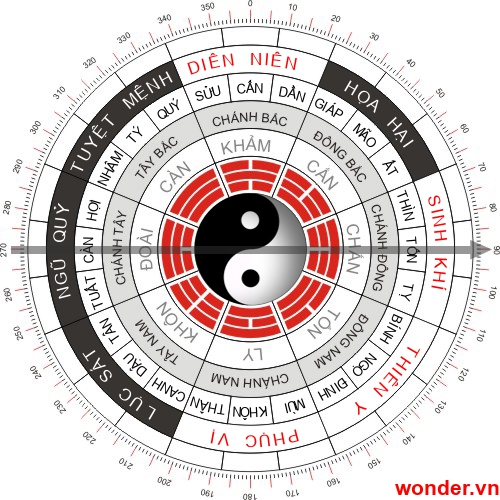 0
10
20
30
40
50
60
70
80
90
100
110
120
130
140
150
160
170
180
190
200
210
220
230
240
250
260
270
280
290
300
310
320
330
340
350
DIÊN NIÊN
HỌA HẠI
SINH KHÍ
THIÊN Y
PHỤC VỊ
LỤC SÁT
NGŨ QUỶ
TUYỆT MỆNH
SỬU
CẤN
DẦN
GIÁP
MÃO
ẤT
THÌN
TỐN
TỴ
BÍNH
NGỌ
ĐINH
MÙI
KHÔN
THÂN
CANH
DẬU
TÂN
TUẤT
CÀN
HỢI
NHÂM
TÝ
QUÝ
CHÁNH BẮC
ĐÔNG BẮC
CHÁNH ĐÔNG
ĐÔNG NAM
CHÁNH NAM
TÂY NAM
CHÁNH TÂY
TÂY BẮC
KHẢM
CẤN
CHẤN
TỐN
LY
KHÔN
ĐOÀI
CÀN
wonder.vn